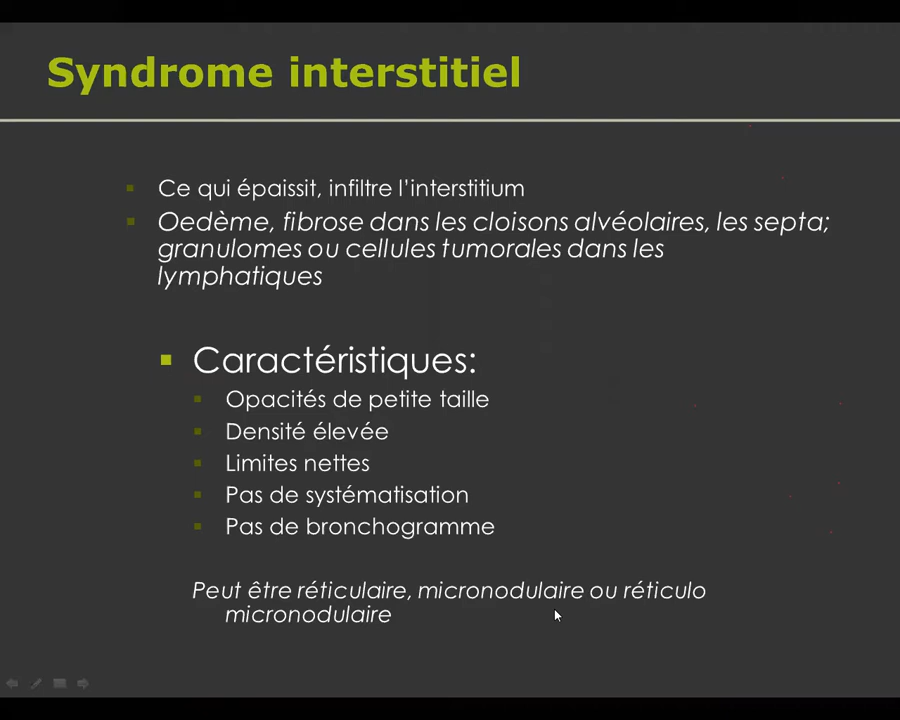 Syndrome interstitiel
Ce qui épaissit, infiltre l'interstitium
Oedème, fibrose dans les cloisons alvéolaires, les septa;
granulomes ou cellules tumorales dans les
lymphatiques
Caractéristiques:
Opacités de petite taille
Densité élevée
Limites nettes
Pas de systématisation
Pas de bronchogramme
Peut être réticulaire, micronodulaire ou réticulo
micronodulaire